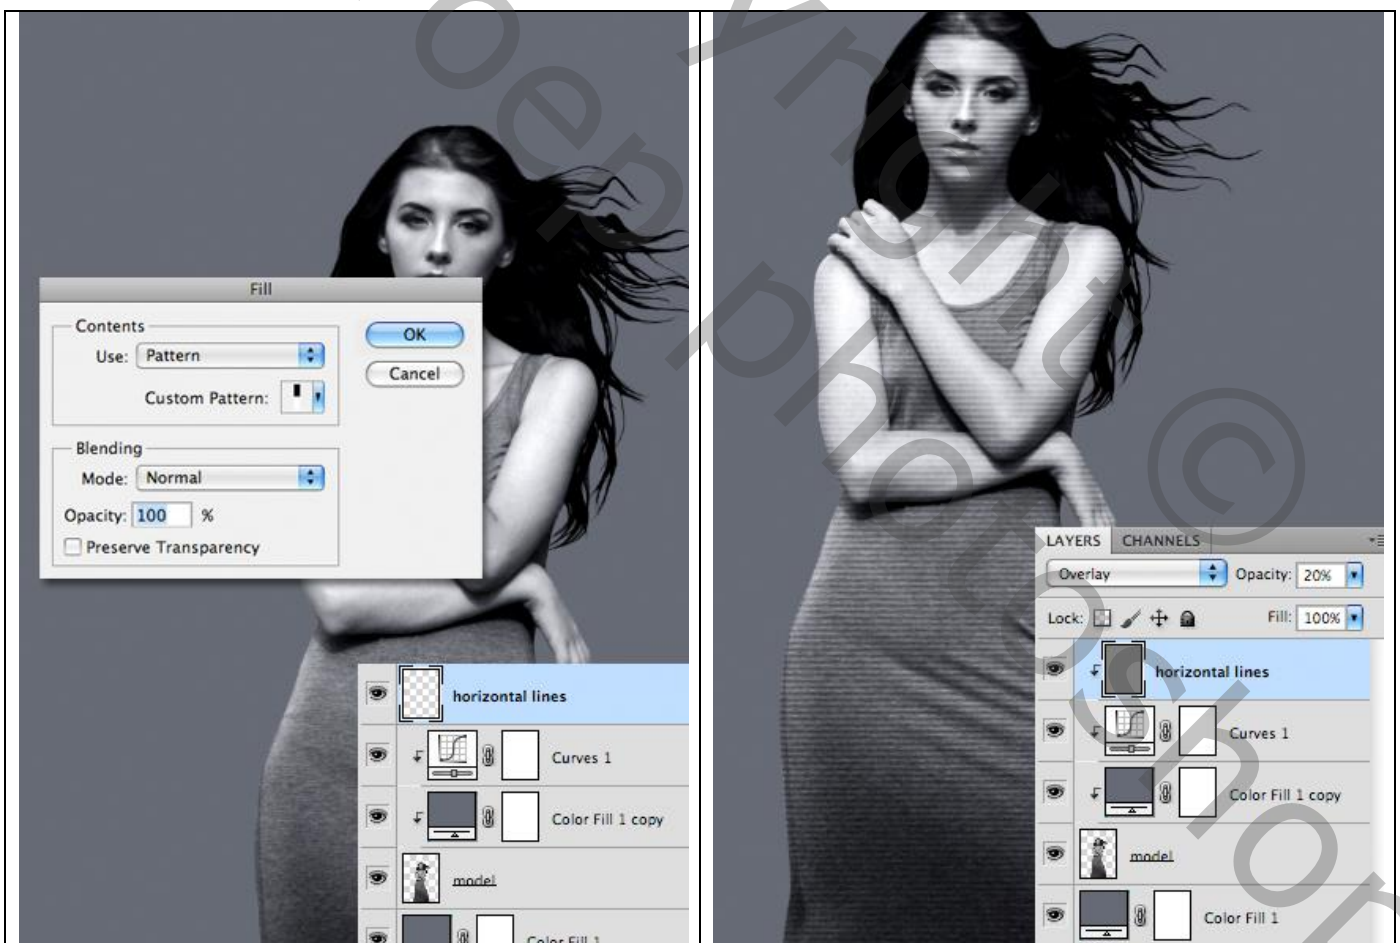 Fill
Contents
Use: Pattern
OK
Cancel
Custom Pattern:
Blending
Mode: Normal
Opacity: 100 %
Preserve Transparency
horizontal lines
Curves 1
Color Fill 1 copy
model
Color Fill 1
LAYERS CHANNELS
Overlay Opacity: 20%
Lock: Fill: 100%
horizontal lines
Curves 1
Color Fill 1 copy
model
Color Fill 1